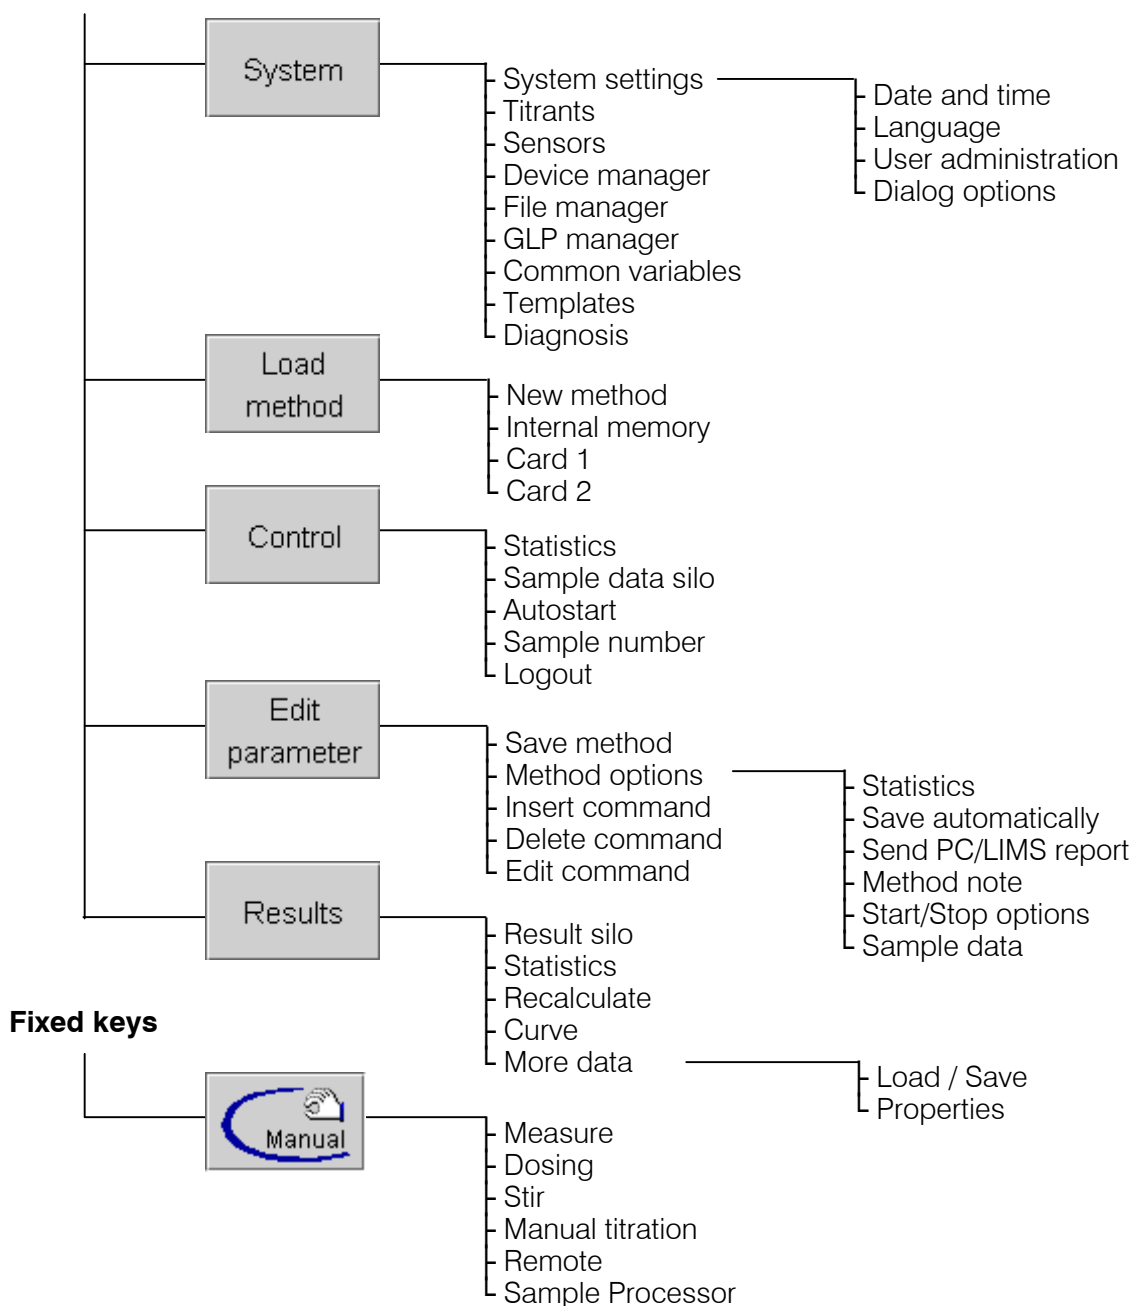 System
- System settings
- Titrants
- Sensors
- Device manager
- File manager
- GLP manager
- Common variables
- Templates
- Diagnosis
- Date and time
- Language
- User administration
- Dialog options
Load
method
- New method
- Internal memory
- Card 1
- Card 2
Control
- Statistics
- Sample data silo
- Autostart
- Sample number
- Logout
Edit
parameter
- Save method
- Method options
- Insert command
- Delete command
- Edit command
- Statistics
- Save automatically
- Send PC/LIMS report
- Method note
- Start/Stop options
- Sample data
Results
- Result silo
- Statistics
- Recalculate
- Curve
- More data
- Load / Save
- Properties
Fixed keys
Manual
- Measure
- Dosing
- Stir
- Manual titration
- Remote
- Sample Processor